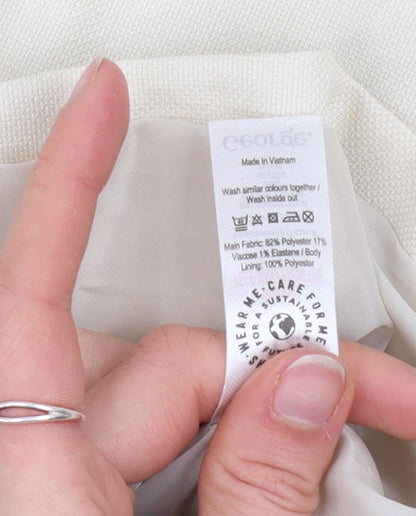 George.
Made In Vietnam
Wash similar colours together /
Wash inside out
Main Fabric: 82% Polyester 17%
Viscose 1% Elastane / Body
Lining: 100% Polyester
WEAR ME · CARE FOR ME
FOR A SUSTAINABLE